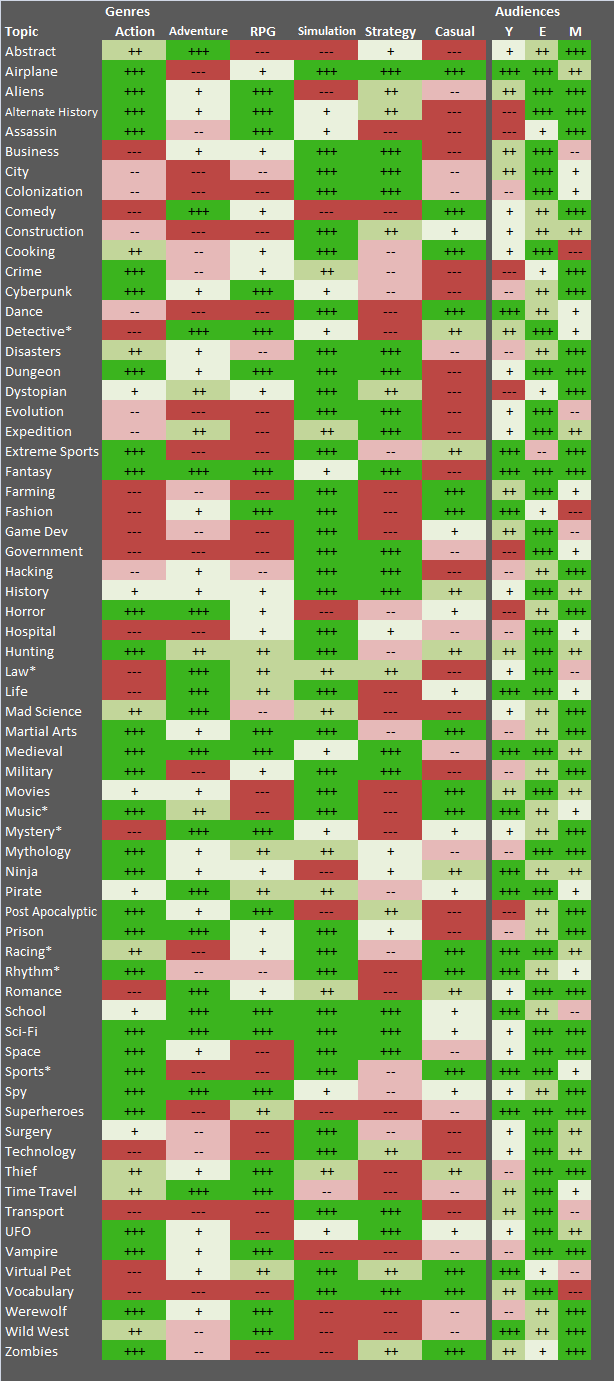 Genres Audiences
Topic Action Adventure RPG Simulation Strategy Casual Y E M
Abstract ++ +++ --- --- + --- + ++ +++
Airplane +++ --- + +++ +++ +++ +++ +++ ++
Aliens +++ + +++ --- ++ -- ++ +++ +++
Alternate History +++ + +++ + ++ --- --- +++ +++
Assassin +++ -- +++ + --- --- --- + +++
Business --- + + +++ +++ --- ++ +++ --
City -- --- -- +++ +++ -- ++ +++ +
Colonization -- --- --- +++ +++ -- -- +++ +
Comedy --- +++ + --- --- +++ + ++ +++
Construction -- --- --- +++ ++ + + ++ ++
Cooking ++ -- + +++ -- +++ + +++ ---
Crime +++ -- + ++ -- --- --- + +++
Cyberpunk +++ + +++ + -- --- -- ++ +++
Dance -- --- --- +++ --- +++ +++ ++ +
Detective* --- +++ +++ + --- ++ ++ +++ +
Disasters ++ + -- +++ +++ -- -- ++ +++
Dungeon +++ + +++ +++ +++ --- + +++ +++
Dystopian + ++ + +++ ++ --- --- + +++
Evolution -- --- --- +++ +++ --- + +++ --
Expedition -- ++ --- ++ +++ --- + +++ ++
Extreme Sports +++ --- --- +++ -- ++ +++ -- +++
Fantasy +++ +++ +++ + +++ --- +++ +++ +++
Farming --- -- --- +++ --- +++ ++ +++ +
Fashion --- + +++ +++ --- +++ +++ + ---
Game Dev --- -- --- +++ --- + ++ +++ --
Government --- --- --- +++ +++ -- --- +++ +
Hacking -- + -- +++ +++ --- -- ++ +++
History + + + +++ +++ ++ + +++ ++
Horror +++ +++ + --- -- + --- ++ +++
Hospital --- --- + +++ + -- -- +++ +
Hunting +++ ++ ++ +++ -- ++ -- ++ +++
Law* --- +++ ++ ++ ++ --- + +++ --
Life --- +++ ++ +++ --- + +++ +++ +
Mad Science ++ +++ -- ++ --- --- + ++ +++
Martial Arts +++ + +++ +++ -- +++ -- ++ +++
Medieval +++ +++ +++ + +++ -- +++ +++ ++
Military +++ --- + +++ +++ --- -- ++ +++
Movies + + --- +++ --- +++ ++ +++ +++
Music* +++ ++ --- +++ --- +++ +++ ++ +
Mystery* --- +++ +++ + --- + + ++ +++
Mythology +++ + ++ ++ + -- -- ++ +++
Ninja +++ + + --- + ++ +++ ++ ++
Pirate + +++ ++ ++ -- + +++ +++ +
Post Apocalyptic +++ + +++ --- ++ --- --- ++ +++
Prison +++ +++ + +++ + --- -- ++ +++
Racing* ++ --- + +++ -- +++ +++ +++ ++
Rhythm* +++ -- -- +++ --- +++ +++ ++ +
Romance --- +++ + ++ --- ++ + +++ +++
School + +++ +++ +++ +++ + +++ ++ --
Sci-Fi +++ +++ +++ +++ +++ + + +++ +++
Space +++ + --- +++ +++ -- + +++ +++
Sports* +++ --- --- +++ -- +++ +++ +++ +
Spy +++ +++ +++ + -- + + ++ +++
Superheroes +++ --- ++ --- --- -- +++ +++ +++
Surgery + -- --- +++ -- --- + +++ ++
Technology --- -- --- +++ ++ --- + +++ ++
Thief ++ + +++ ++ --- ++ -- +++ +++
Time Travel ++ +++ +++ -- --- -- ++ +++ +
Transport --- --- --- +++ +++ --- ++ +++ --
UFO +++ + --- + +++ + + +++ ++
Vampire +++ + +++ --- --- -- -- +++ +++
Virtual Pet --- + ++ +++ ++ +++ +++ + --
Vocabulary --- --- --- +++ +++ +++ ++ +++ ---
Werewolf +++ + +++ --- --- -- -- ++ +++
Wild West ++ -- +++ --- --- -- +++ ++ +++
Zombies +++ -- --- --- ++ +++ ++ + +++